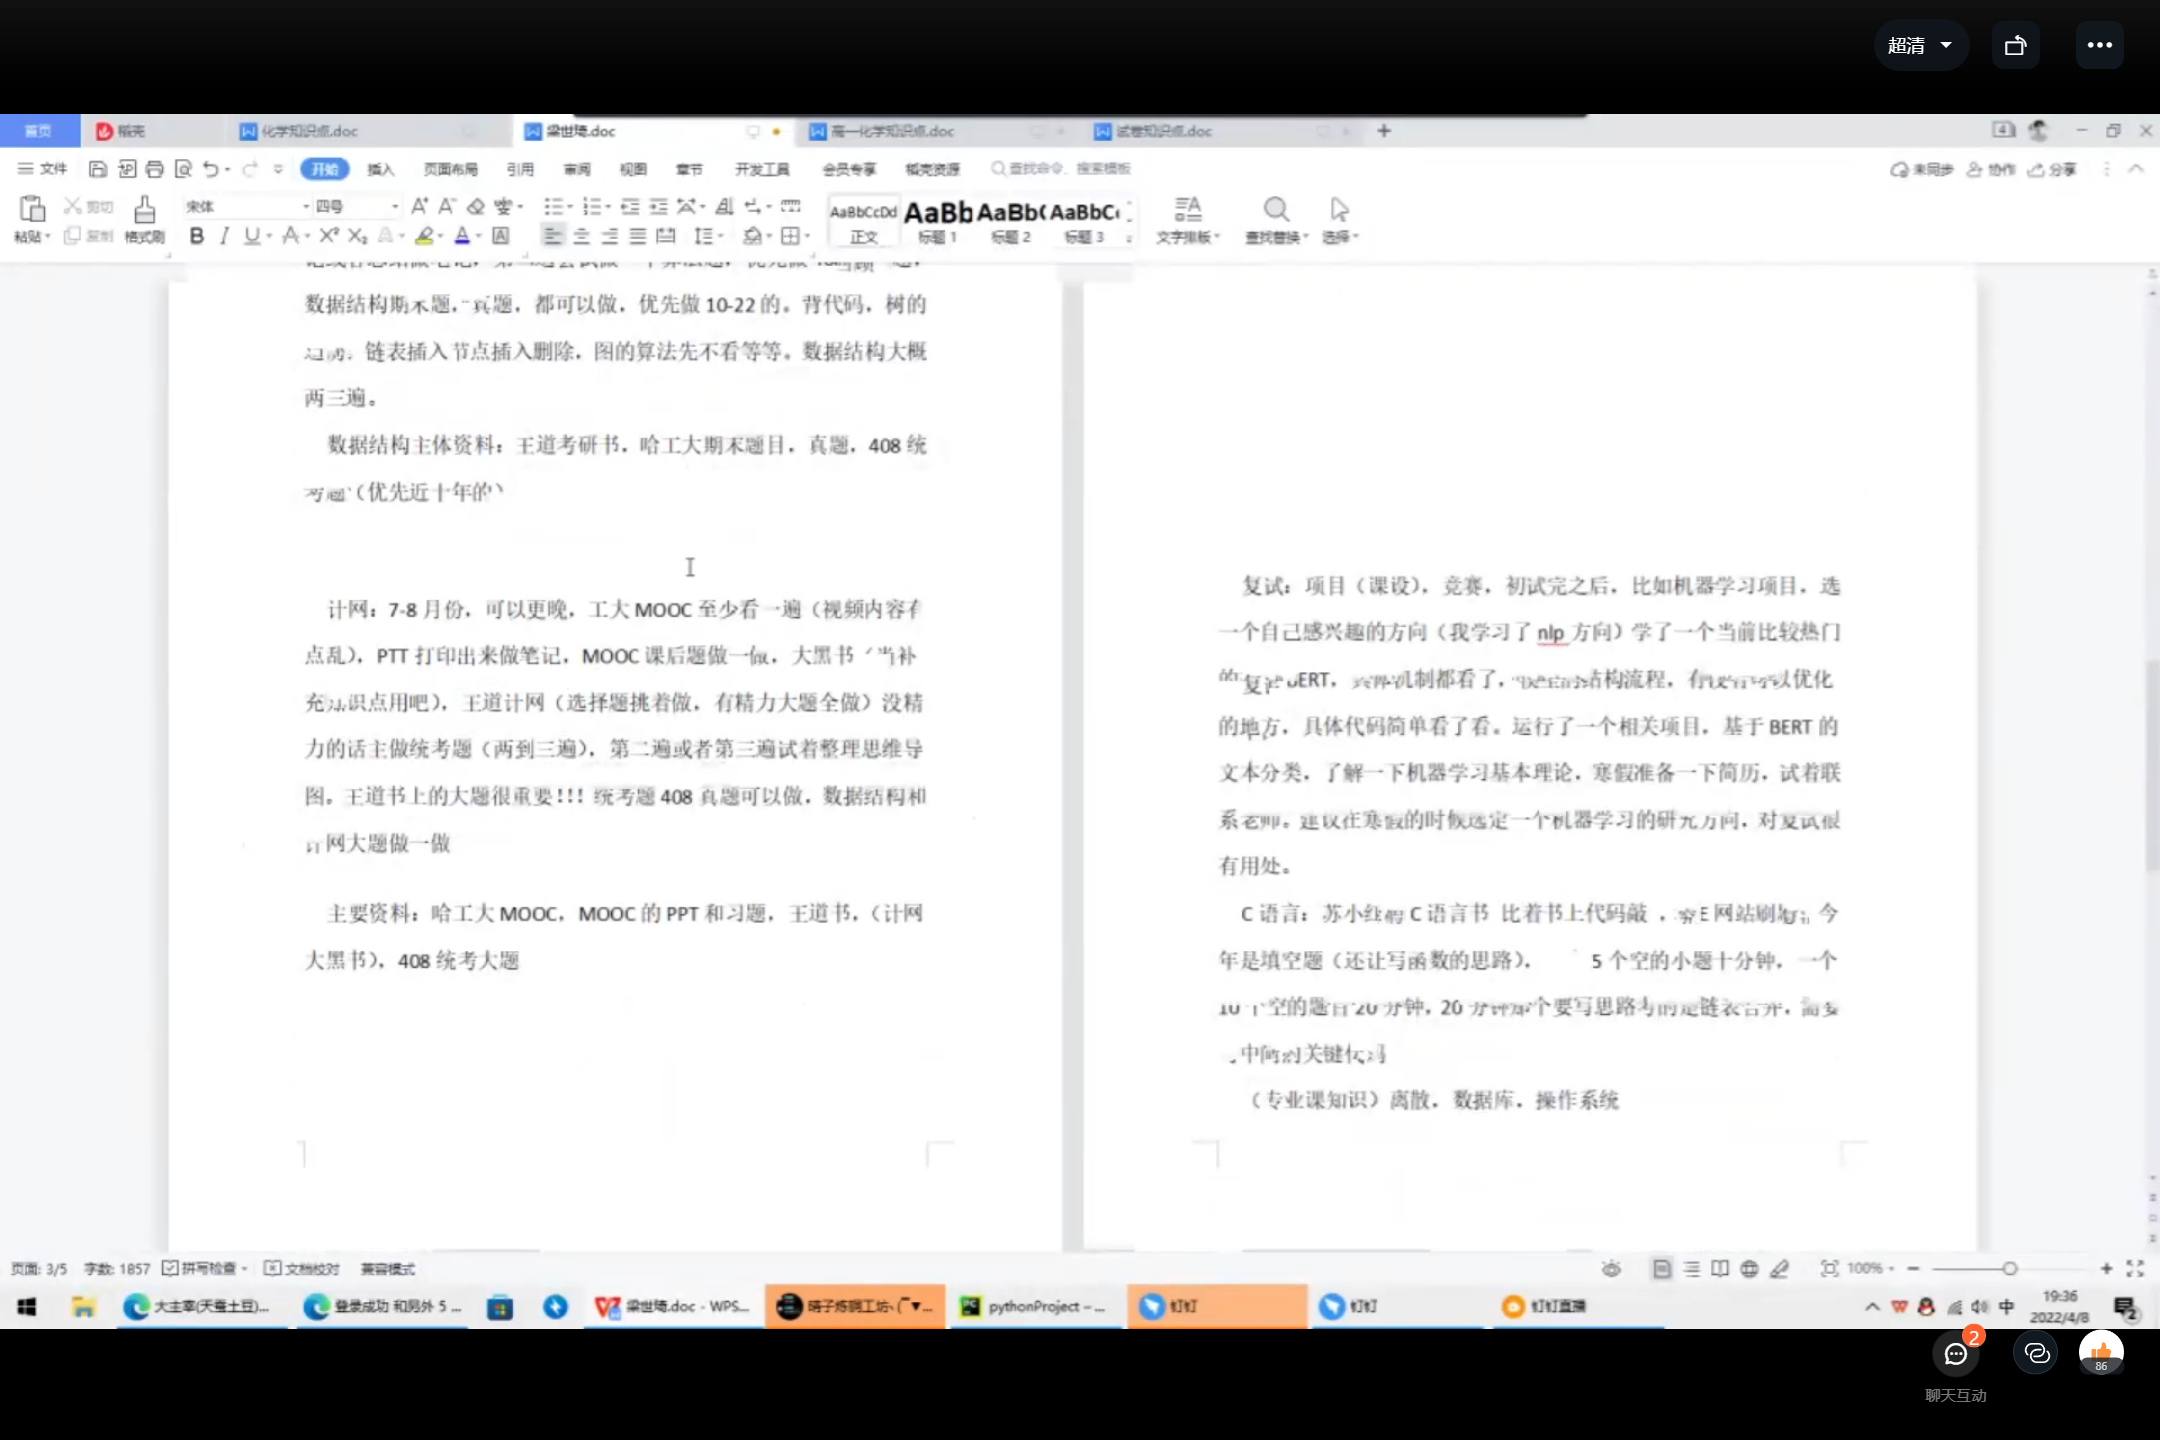 超清
首页 稻壳 化学知识点.doc 梁世琦.doc 高一化学知识点.doc 试卷知识点.doc
文件 开始 插入 页面布局 引用 审阅 视图 章节 开发工具 会员专享 稻壳资源 查找命令、搜索模板 未同步 协作 分享
粘贴 剪切 复制 格式刷 宋体 四号
AaBbCcDd 正文 AaBb 标题 1 AaBb( 标题 2 AaBbC 标题 3 文字排版 查找替换 选择
数据结构期末题,真题,都可以做,优先做 10-22 的。背代码,树的
链表插入节点插入删除,图的算法先不看等等。数据结构大概
两三遍。
数据结构主体资料:王道考研书,哈工大期末题目,真题,408 统
考题(优先近十年的)
计网:7-8 月份,可以更晚,工大 MOOC 至少看一遍(视频内容有
点乱),PTT 打印出来做笔记,MOOC 课后题做一做,大黑书(当补
充知识点用吧),王道计网(选择题挑着做,有精力大题全做)没精
力的话主做统考题(两到三遍),第二遍或者第三遍试着整理思维导
图。王道书上的大题很重要!!!统考题 408 真题可以做,数据结构和
计网大题做一做
主要资料:哈工大 MOOC,MOOC 的 PPT 和习题,王道书,(计网
大黑书),408 统考大题
复试:项目(课设),竞赛,初试完之后,比如机器学习项目,选
一个自己感兴趣的方向(我学习了 nlp 方向)学了一个当前比较热门
BERT, 机制都看了, 结构流程,有 可以优化
的地方,具体代码简单看了看。运行了一个相关项目,基于 BERT 的
文本分类,了解一下机器学习基本理论,寒假准备一下简历,试着联
系老师。建议在寒假的时候选定一个机器学习的研究方向,对复试很
有用处。
C 语言:苏小红 C 语言书 比着书上代码敲 , E 网站刷 今
年是填空题(还让写函数的思路), 5 个空的小题十分钟,一个
10 个空的题目 20 分钟,20 分钟那个要写思路考的是链表合并,需要
中间的关键代码
(专业课知识)离散,数据库,操作系统
页面: 3/5 字数: 1857 拼写检查 文档校对 兼容模式 100%
大主宰(天蚕土豆)... 登录成功 和另外 5 ... 梁世琦.doc - WPS... pythonProject – ... 钉钉 钉钉 钉钉直播 中 19:36
2022/4/8 2
2
86
聊天互动